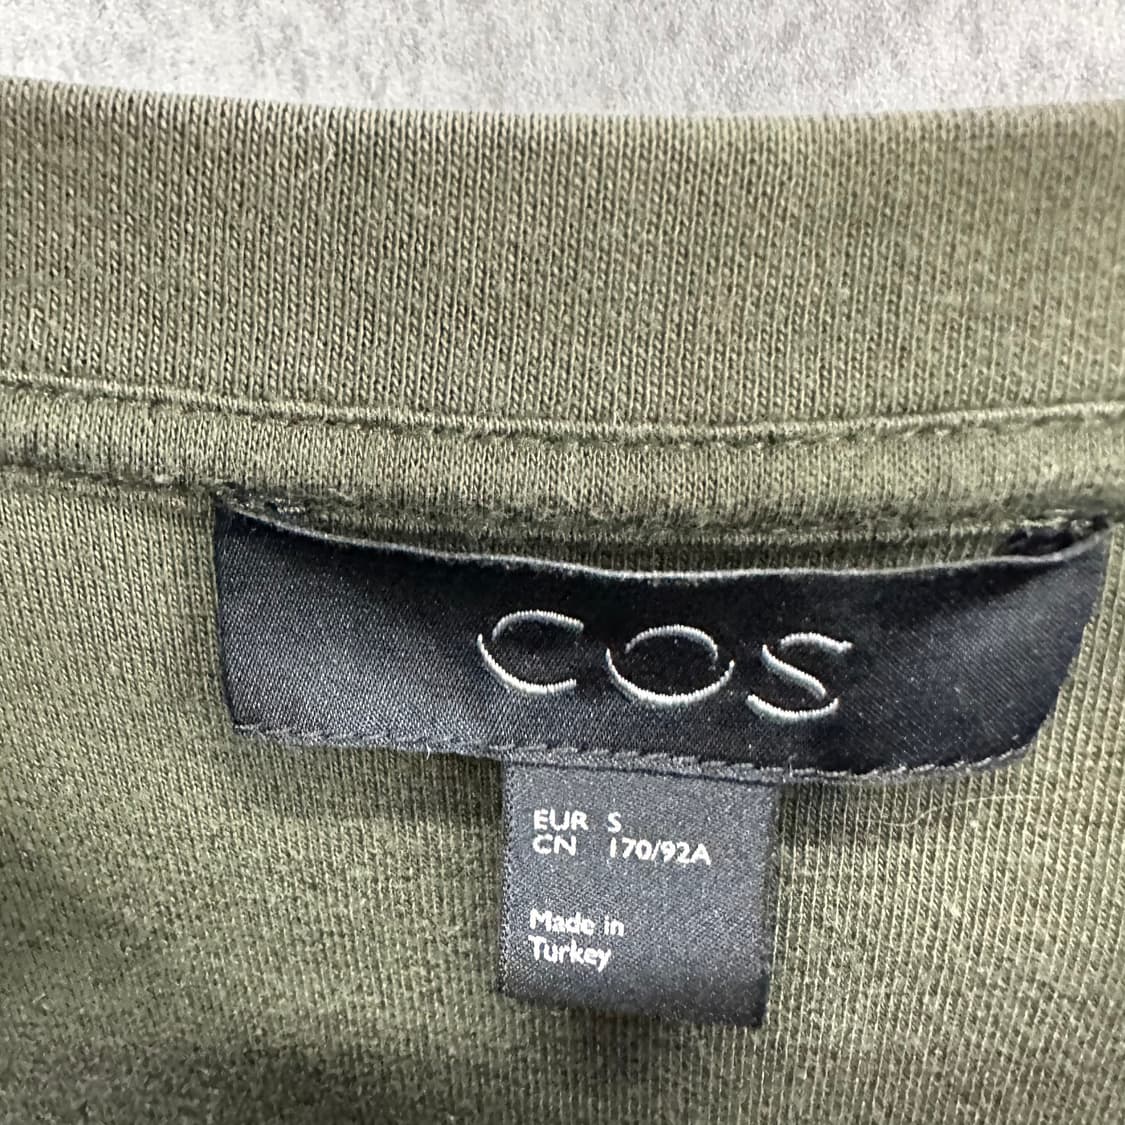 COS
EUR S
CN 170/92A
Made in
Turkey